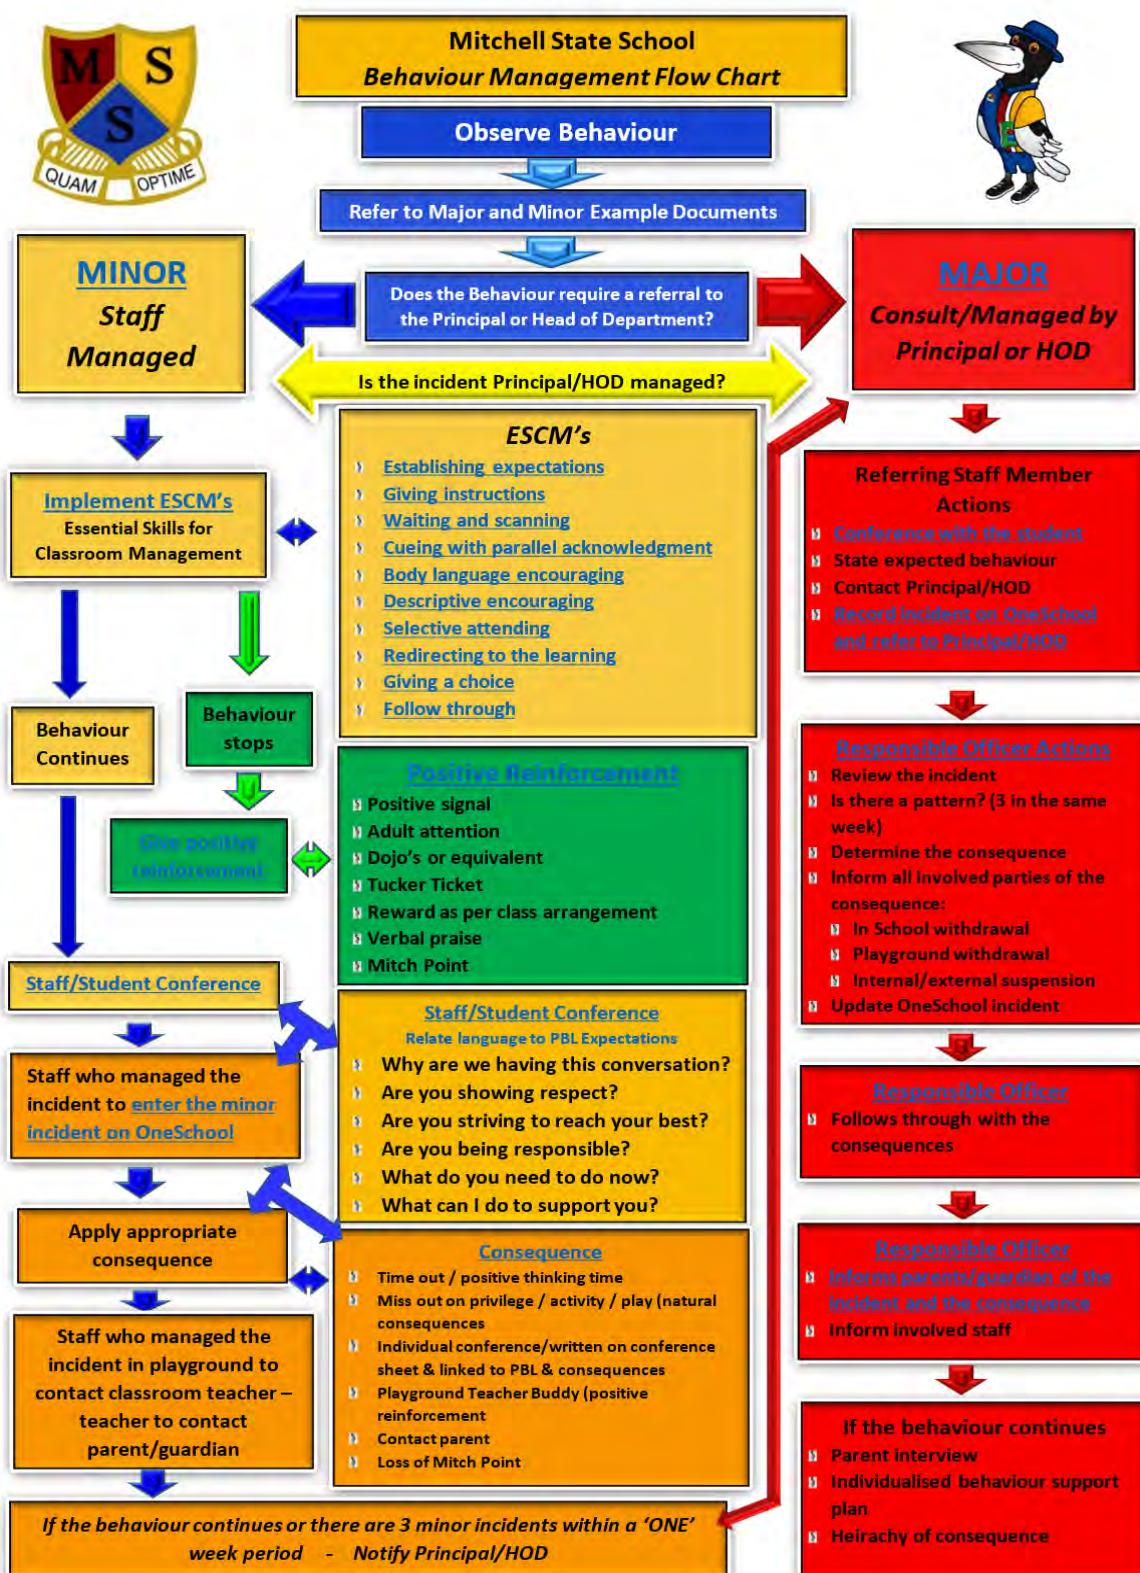 M S
S
QUAM OPTIME
Mitchell State School
Behaviour Management Flow Chart
Observe Behaviour
Refer to Major and Minor Example Documents
Does the Behaviour require a referral to
the Principal or Head of Department?
Is the incident Principal/HOD managed?
MINOR
Staff
Managed
Implement ESCM's
Essential Skills for
Classroom Management
Behaviour
Continues
Behaviour
stops
Give positive
reinforcement
Staff/Student Conference
Staff who managed the
incident to enter the minor
incident on OneSchool
Apply appropriate
consequence
Staff who managed the
incident in playground to
contact classroom teacher –
teacher to contact
parent/guardian
If the behaviour continues or there are 3 minor incidents within a 'ONE'
week period - Notify Principal/HOD
ESCM's
Establishing expectations
Giving instructions
Waiting and scanning
Cueing with parallel acknowledgment
Body language encouraging
Descriptive encouraging
Selective attending
Redirecting to the learning
Giving a choice
Follow through
Positive Reinforcement
Positive signal
Adult attention
Dojo's or equivalent
Tucker Ticket
Reward as per class arrangement
Verbal praise
Mitch Point
Staff/Student Conference
Relate language to PBL Expectations
Why are we having this conversation?
Are you showing respect?
Are you striving to reach your best?
Are you being responsible?
What do you need to do now?
What can I do to support you?
Consequence
Time out / positive thinking time
Miss out on privilege / activity / play (natural
consequences
Individual conference/written on conference
sheet & linked to PBL & consequences
Playground Teacher Buddy (positive
reinforcement
Contact parent
Loss of Mitch Point
MAJOR
Consult/Managed by
Principal or HOD
Referring Staff Member
Actions
Conference with the student
State expected behaviour
Contact Principal/HOD
Record incident on OneSchool
and refer to Principal/HOD
Responsible Officer Actions
Review the incident
Is there a pattern? (3 in the same
week)
Determine the consequence
Inform all involved parties of the
consequence:
In School withdrawal
Playground withdrawal
Internal/external suspension
Update OneSchool incident
Responsible Officer
Follows through with the
consequences
Responsible Officer
Informs parents/guardian of the
incident and the consequence
Inform involved staff
If the behaviour continues
Parent interview
Individualised behaviour support
plan
Heirachy of consequence